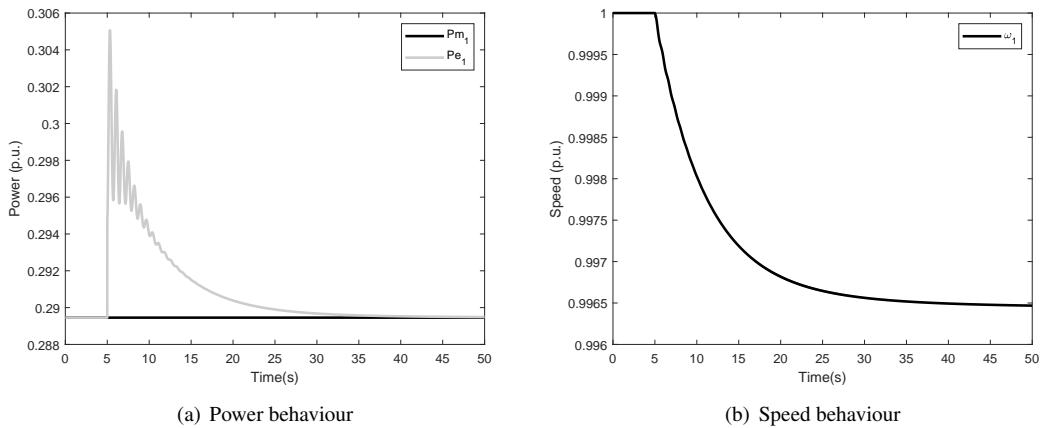 0.306
0.304
0.302
0.3
0.298
0.296
0.294
0.292
0.29
0.288
Power (p.u.)
0 5 10 15 20 25 30 35 40 45 50
Time(s)
Pm1
Pe1
(a) Power behaviour
1
0.9995
0.999
0.9985
0.998
0.9975
0.997
0.9965
0.996
Speed (p.u.)
0 5 10 15 20 25 30 35 40 45 50
Time(s)
ω1
(b) Speed behaviour